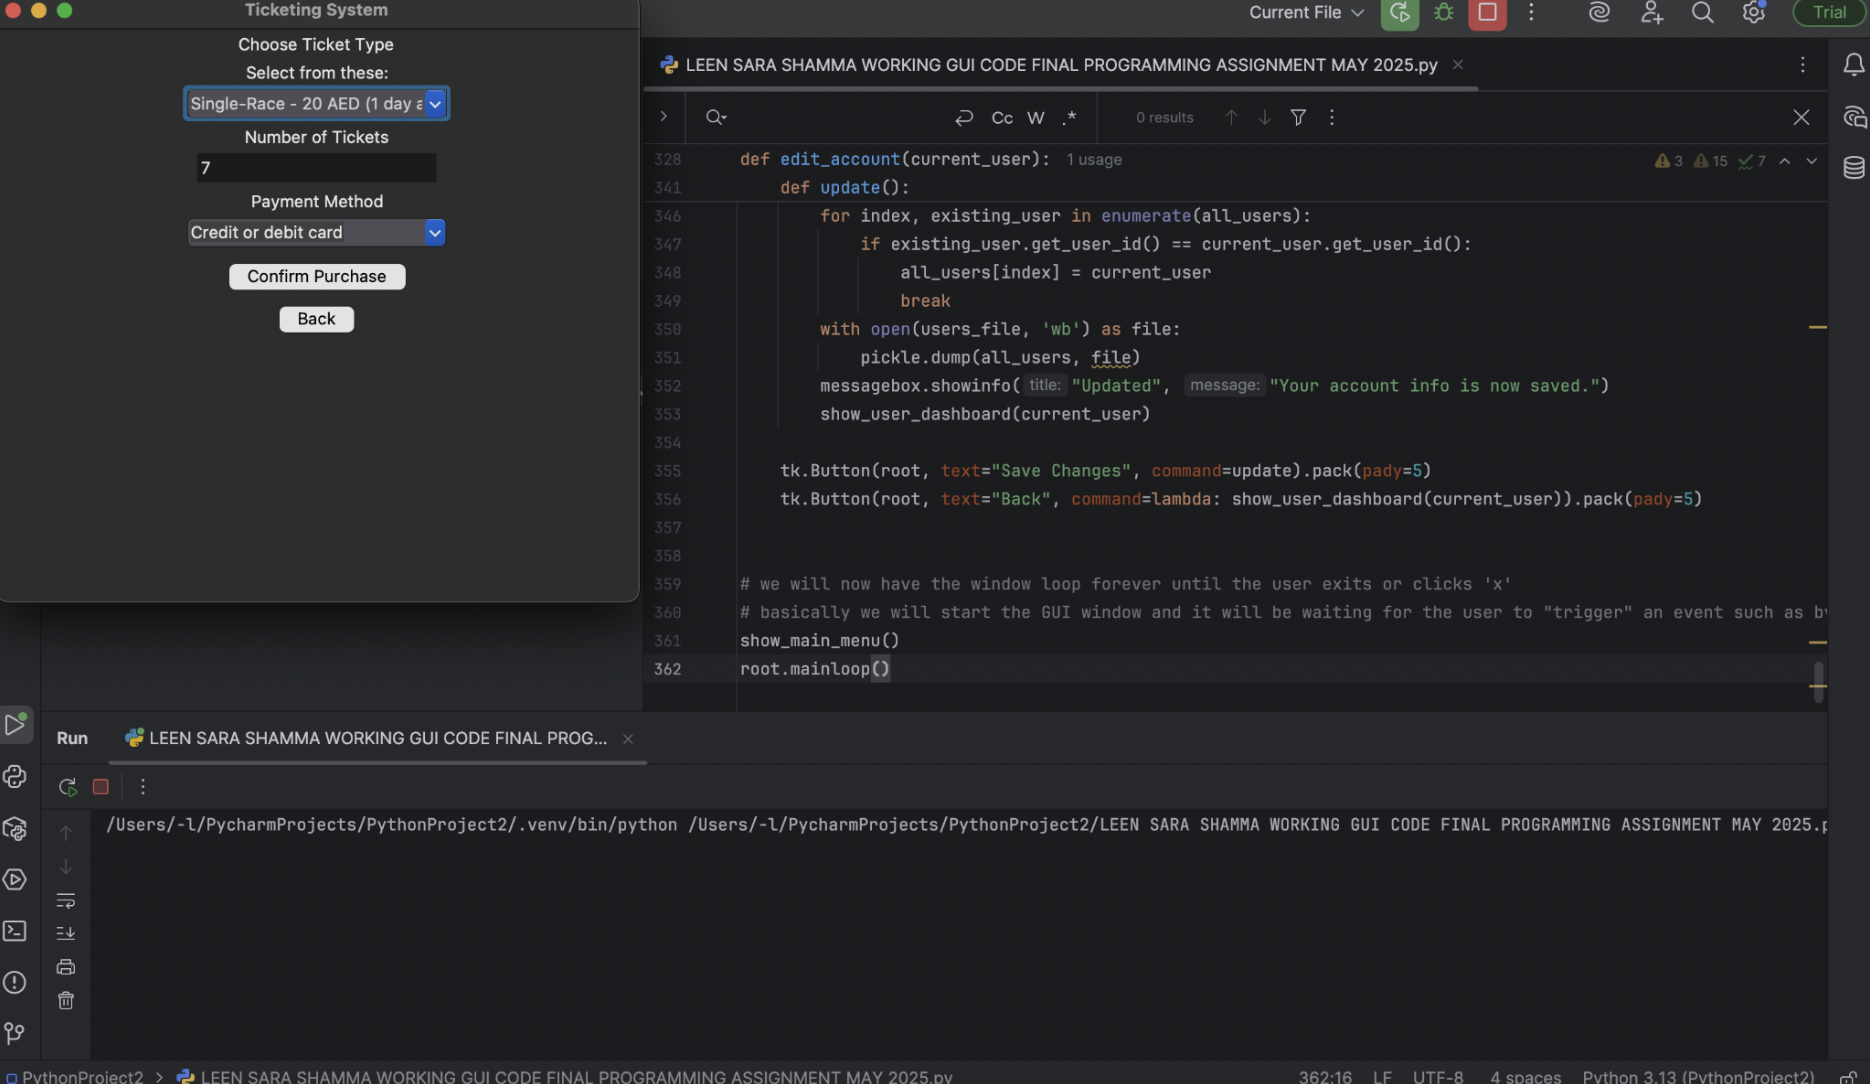 Ticketing System
Choose Ticket Type
Select from these:
Single-Race - 20 AED (1 day a
Number of Tickets
7
Payment Method
Credit or debit card
Confirm Purchase
Back
Current File
Trial
LEEN SARA SHAMMA WORKING GUI CODE FINAL PROGRAMMING ASSIGNMENT MAY 2025.py
Cc W .* 0 results
328 def edit_account(current_user): 1 usage
3 15 7
341 def update():
346 for index, existing_user in enumerate(all_users):
347 if existing_user.get_user_id() == current_user.get_user_id():
348 all_users[index] = current_user
349 break
350 with open(users_file, 'wb') as file:
351 pickle.dump(all_users, file)
352 messagebox.showinfo( title: "Updated", message: "Your account info is now saved.")
353 show_user_dashboard(current_user)
354
355 tk.Button(root, text="Save Changes", command=update).pack(pady=5)
356 tk.Button(root, text="Back", command=lambda: show_user_dashboard(current_user)).pack(pady=5)
357
358
359 # we will now have the window loop forever until the user exits or clicks 'x'
360 # basically we will start the GUI window and it will be waiting for the user to "trigger" an event such as by
361 show_main_menu()
362 root.mainloop()
Run LEEN SARA SHAMMA WORKING GUI CODE FINAL PROG...
/Users/-l/PycharmProjects/PythonProject2/.venv/bin/python /Users/-l/PycharmProjects/PythonProject2/LEEN SARA SHAMMA WORKING GUI CODE FINAL PROGRAMMING ASSIGNMENT MAY 2025.p
PythonProject2 > LEEN SARA SHAMMA WORKING GUI CODE FINAL PROGRAMMING ASSIGNMENT MAY 2025.py
362:16 LF UTF-8 4 spaces Python 3.13 (PythonProject2)